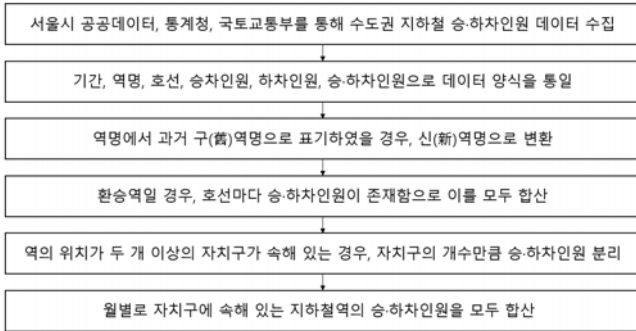 서울시 공공데이터, 통계청, 국토교통부를 통해 수도권 지하철 승·하차인원 데이터 수집
기간, 역명, 호선, 승차인원, 하차인원, 승·하차인원으로 데이터 양식을 통일
역명에서 과거 구(舊)역명으로 표기하였을 경우, 신(新)역명으로 변환
환승역일 경우, 호선마다 승·하차인원이 존재함으로 이를 모두 합산
역의 위치가 두 개 이상의 자치구가 속해 있는 경우, 자치구의 개수만큼 승·하차인원 분리
월별로 자치구에 속해 있는 지하철역의 승·하차인원을 모두 합산